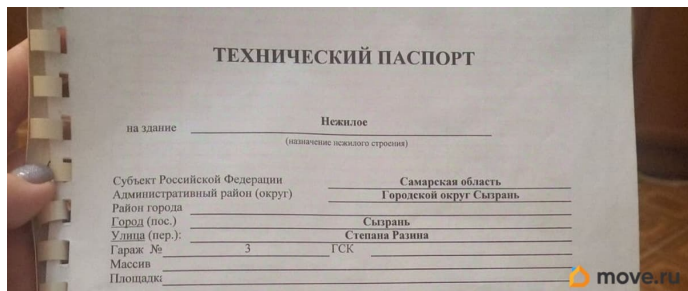 ТЕХНИЧЕСКИЙ ПАСПОРТ
на здание Нежилое
(назначение нежилого строения)
Субъект Российской Федерации Самарская область
Административный район (округ) Городской округ Сызрань
Район города
Город (пос.) Сызрань
Улица (пер.): Степана Разина
Гараж № 3 ГСК
Массив
Площадка
move.ru